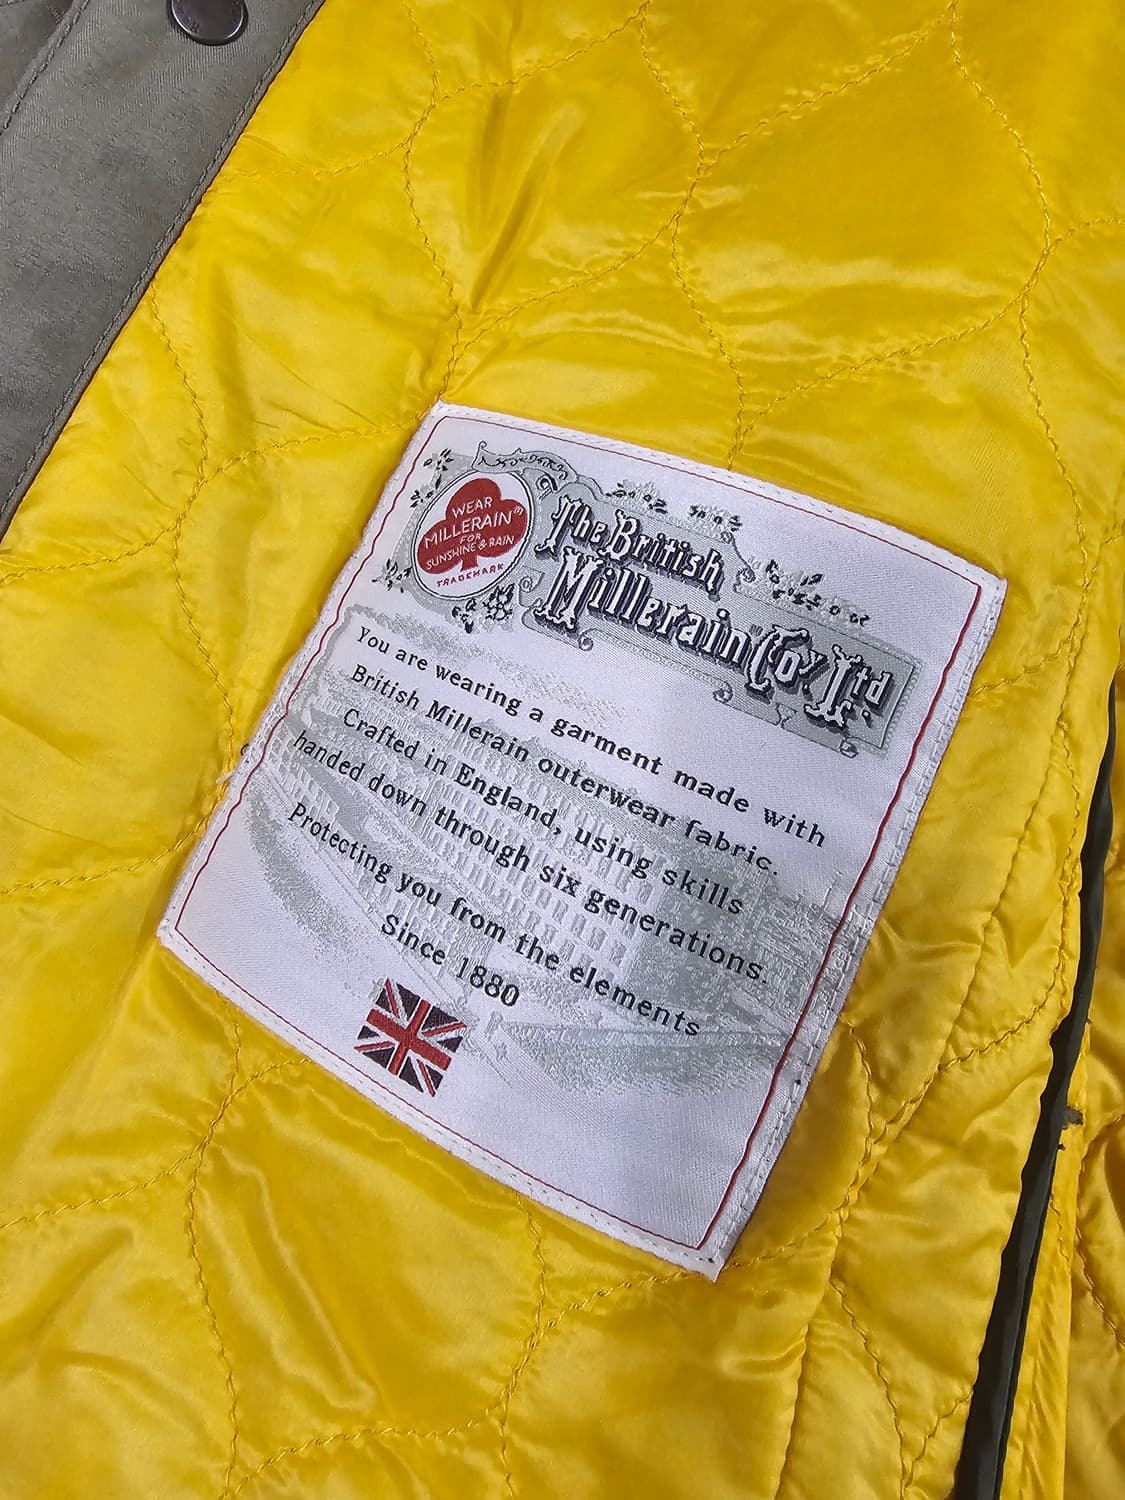 WEAR
MILLERAIN®
FOR
SUNSHINE & RAIN
TRADEMARK
The British
Millerain Co. Ltd.
You are wearing a garment made with
British Millerain outerwear fabric.
Crafted in England, using skills
handed down through six generations.
Protecting you from the elements
Since 1880